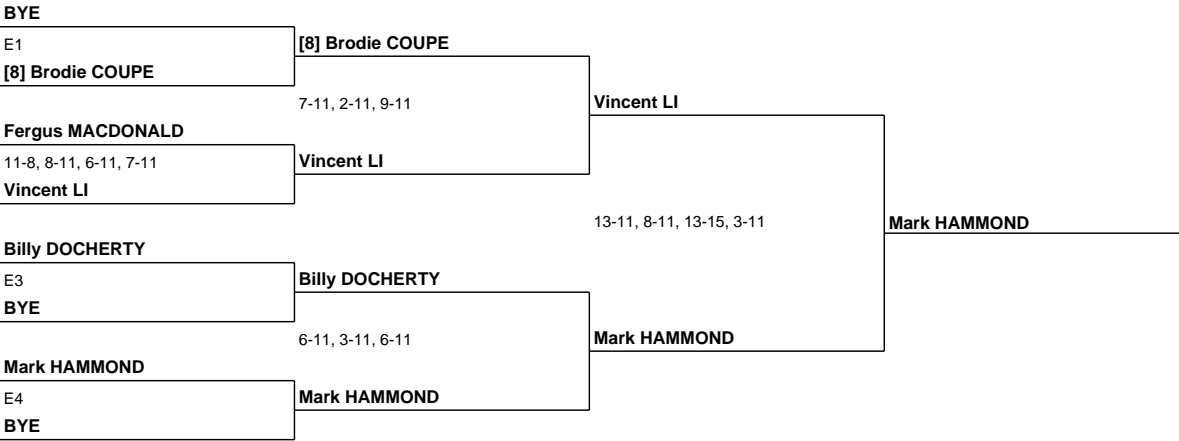 BYE
E1
[8] Brodie COUPE
[8] Brodie COUPE
7-11, 2-11, 9-11
Vincent LI
Fergus MACDONALD
11-8, 8-11, 6-11, 7-11
Vincent LI
Vincent LI
13-11, 8-11, 13-15, 3-11
Mark HAMMOND
Billy DOCHERTY
E3
Billy DOCHERTY
BYE
6-11, 3-11, 6-11
Mark HAMMOND
Mark HAMMOND
E4
Mark HAMMOND
BYE